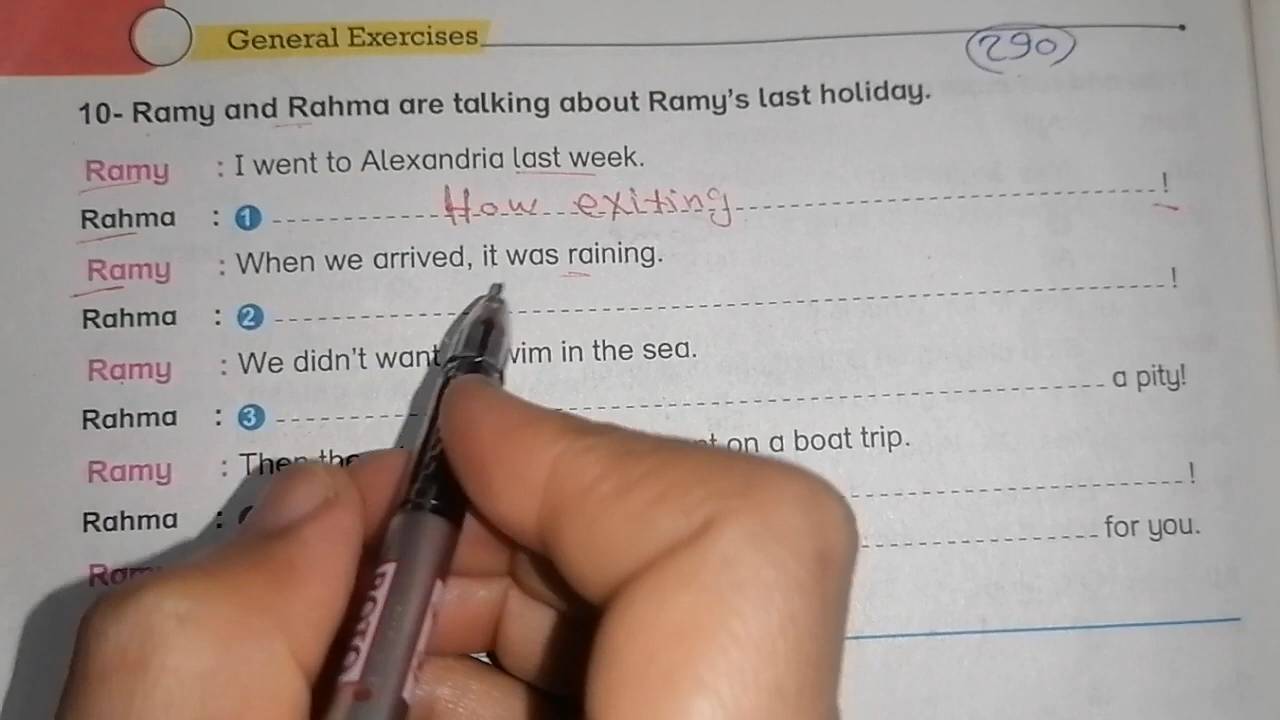 General Exercises
290
10- Ramy and Rahma are talking about Ramy's last holiday.
Ramy : I went to Alexandria last week.
Rahma : 1 How exiting !
Ramy : When we arrived, it was raining.
Rahma : 2 !
Ramy : We didn't want in the sea.
Rahma : 3 a pity!
Ramy : Then on a boat trip.
Rahma : !
for you.